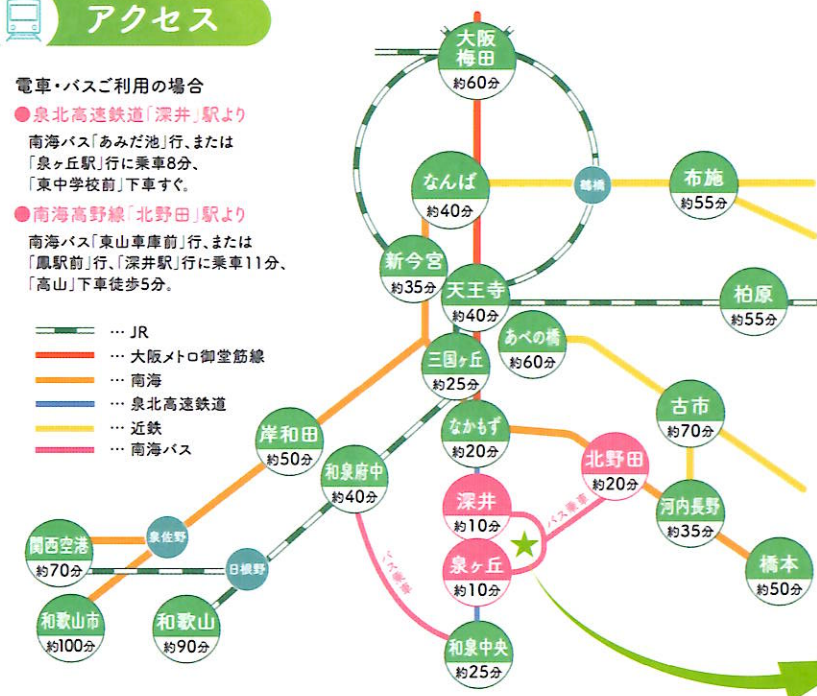 アクセス
電車・バスご利用の場合
●泉北高速鉄道「深井」駅より
南海バス「あみだ池」行、または
「泉ヶ丘駅」行に乗車8分、
「東中学校前」下車すぐ。
●南海高野線「北野田」駅より
南海バス「東山車庫前」行、または
「鳳駅前」行、「深井駅」行に乗車11分、
「高山」下車徒歩5分。
… JR
… 大阪メトロ御堂筋線
… 南海
… 泉北高速鉄道
… 近鉄
… 南海バス
大阪
梅田
約60分
なんば
約40分
鶴橋
布施
約55分
新今宮
約35分
天王寺
約40分
柏原
約55分
あべの橋
約60分
三国ヶ丘
約25分
古市
約70分
岸和田
約50分
なかもず
約20分
北野田
約20分
和泉府中
約40分
深井
約10分
バス乗車
河内長野
約35分
関西空港
約70分
泉佐野
日根野
バス乗車
泉ヶ丘
約10分
橋本
約50分
和歌山市
約100分
和歌山
約90分
和泉中央
約25分